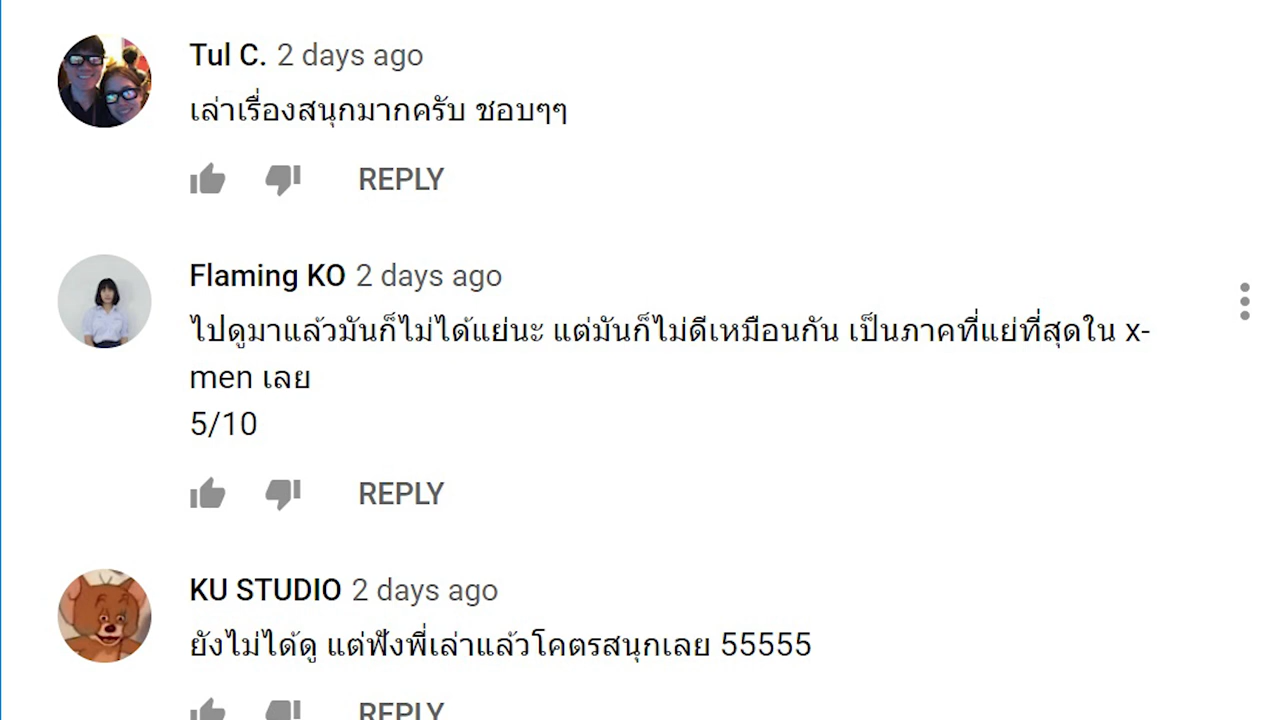 Tul C. 2 days ago
เล่าเรื่องสนุกมากครับ ชอบๆๆ
REPLY
Flaming KO 2 days ago
ไปดูมาแล้วมันก็ไม่ได้แย่นะ แต่มันก็ไม่ดีเหมือนกัน เป็นภาคที่แย่ที่สุดใน x-
men เลย
5/10
REPLY
KU STUDIO 2 days ago
ยังไม่ได้ดู แต่ฟังพี่เล่าแล้วโคตรสนุกเลย 55555
REPLY